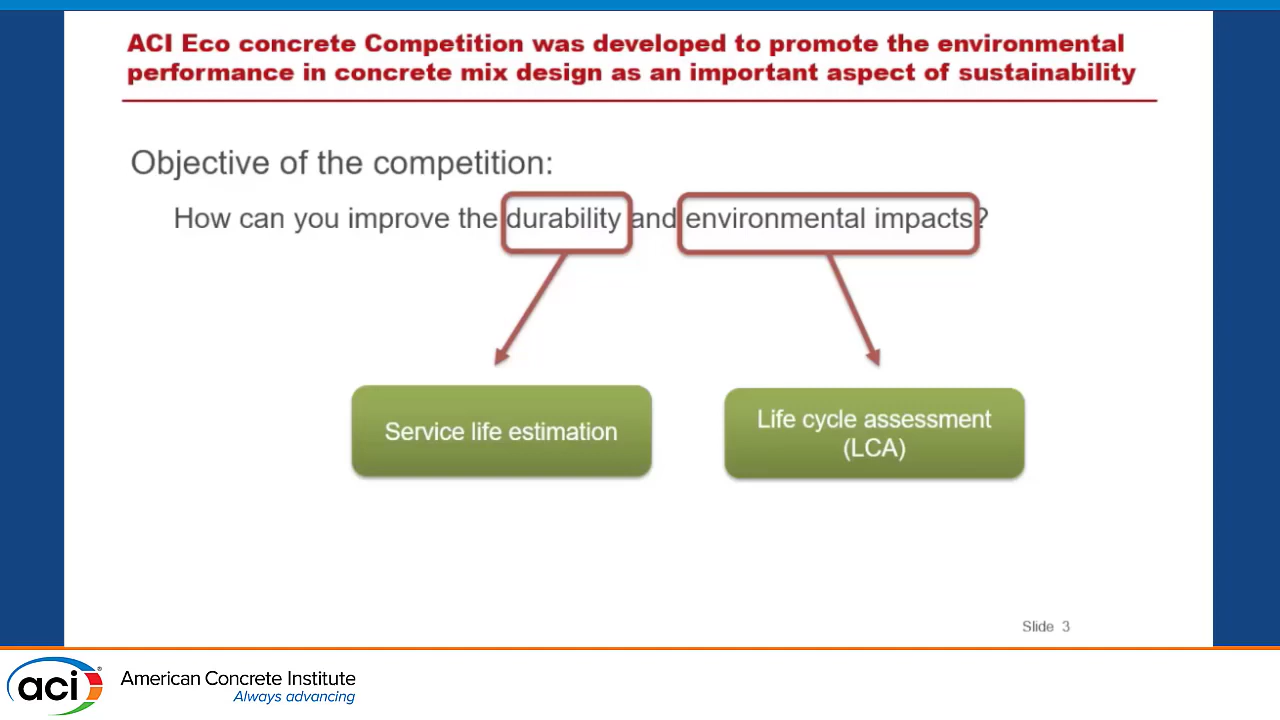 ACI Eco concrete Competition was developed to promote the environmental
performance in concrete mix design as an important aspect of sustainability
Objective of the competition:
How can you improve the durability and environmental impacts?
Service life estimation
Life cycle assessment
(LCA)
Slide 3
aci®
American Concrete Institute
Always advancing